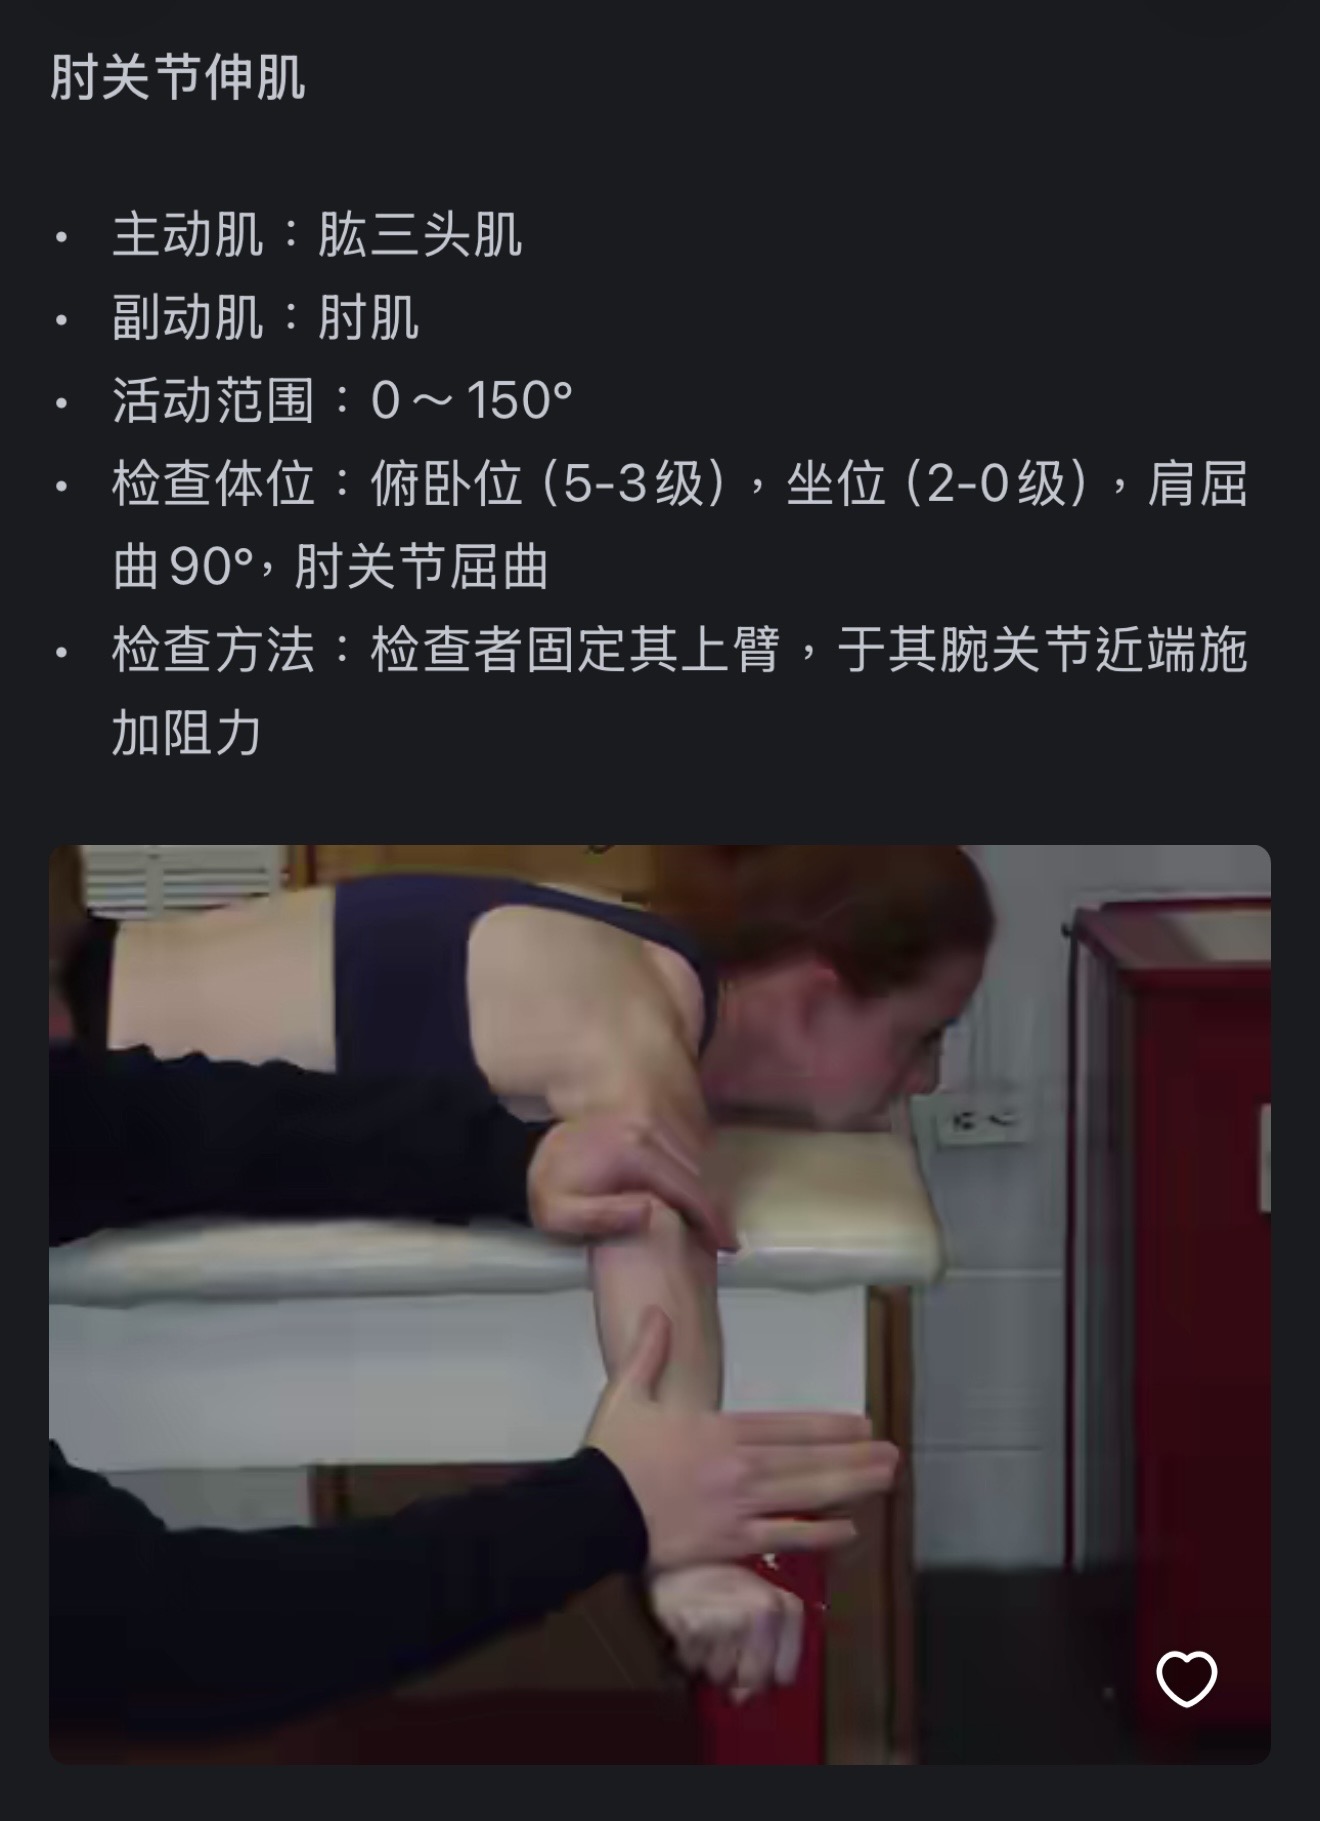 肘关节伸肌
• 主动肌：肱三头肌
• 副动肌：肘肌
• 活动范围：0～150°
• 检查体位：俯卧位（5-3级），坐位（2-0级），肩屈
曲90°，肘关节屈曲
• 检查方法：检查者固定其上臂，于其腕关节近端施
加阻力